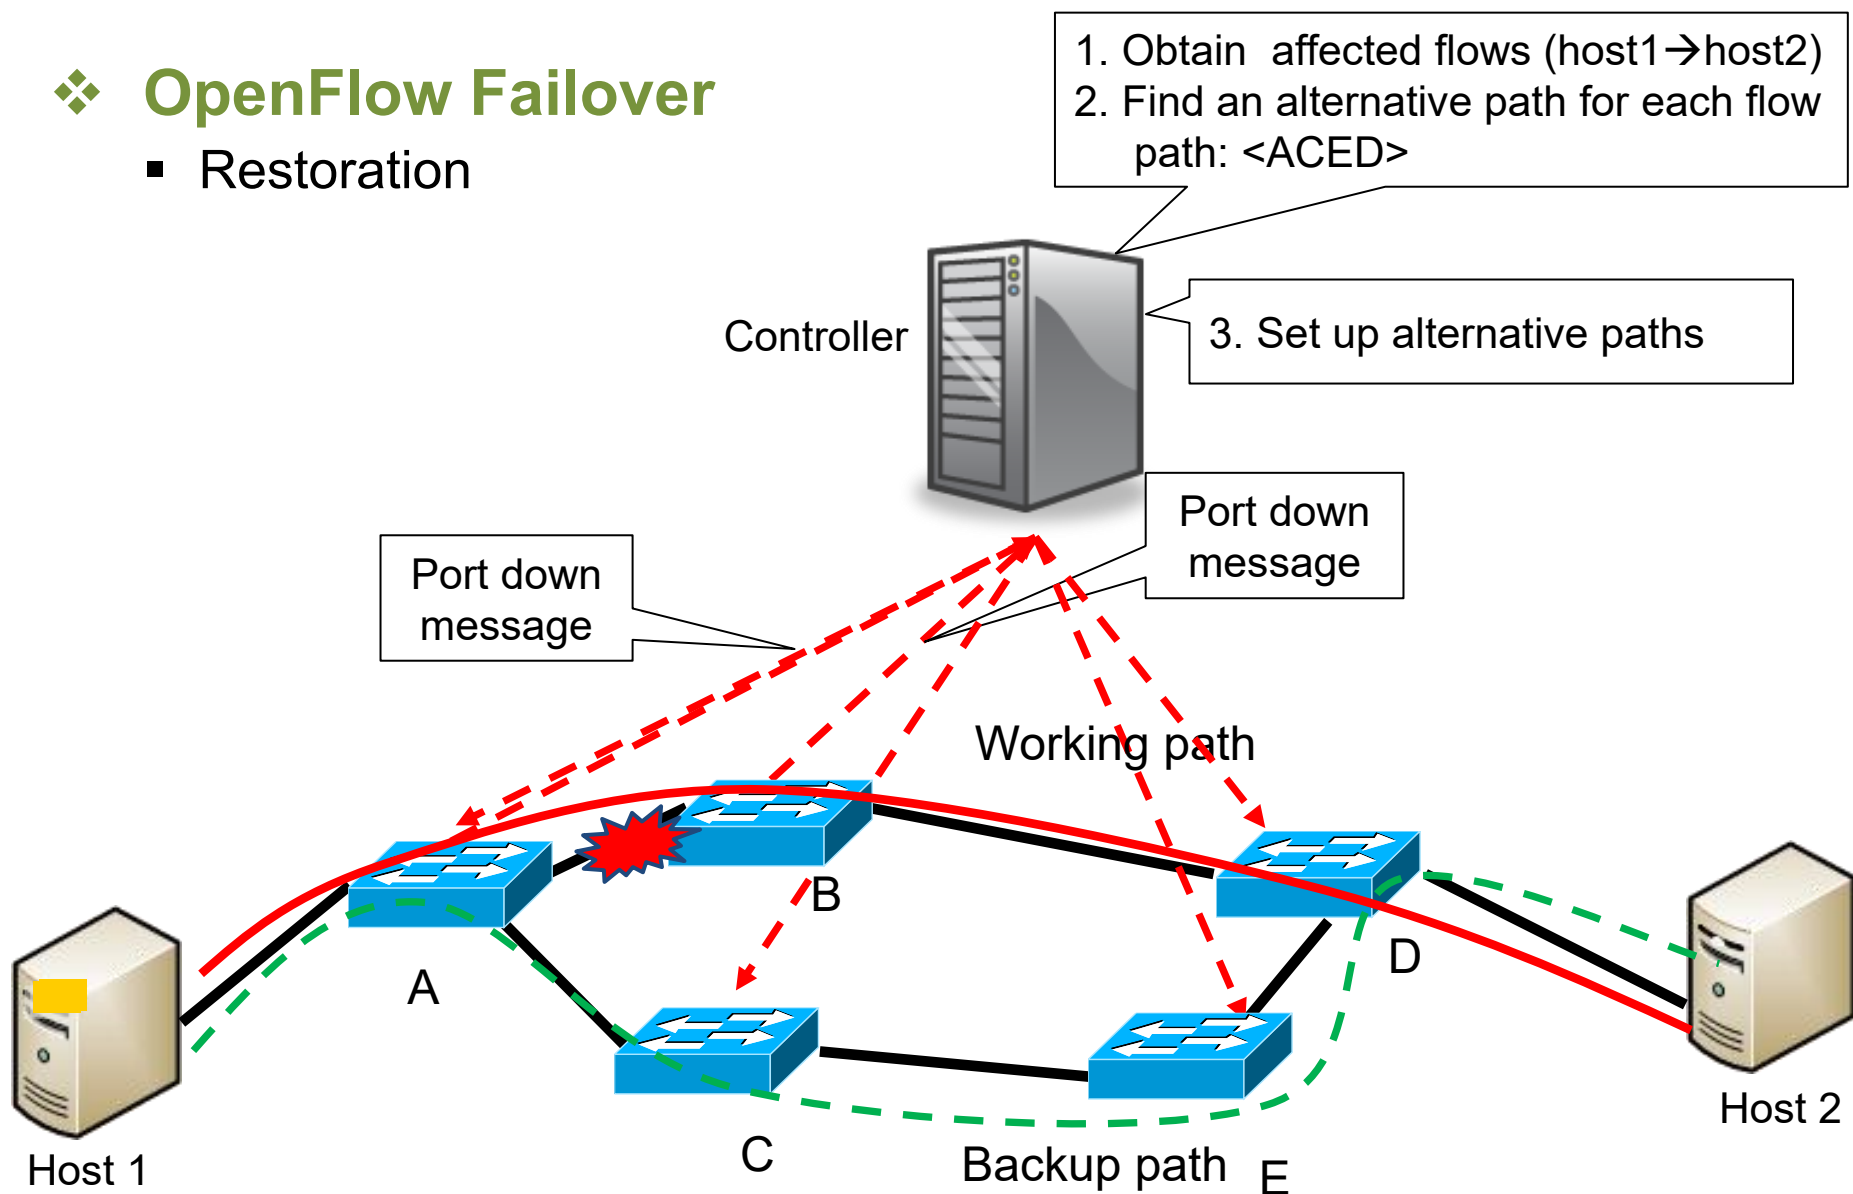 ❖ OpenFlow Failover
▪ Restoration
1. Obtain affected flows (host1→host2)
2. Find an alternative path for each flow
path: <ACED>
Controller
3. Set up alternative paths
Port down
message
Port down
message
Working path
B
A
D
C
Backup path
E
Host 1
Host 2